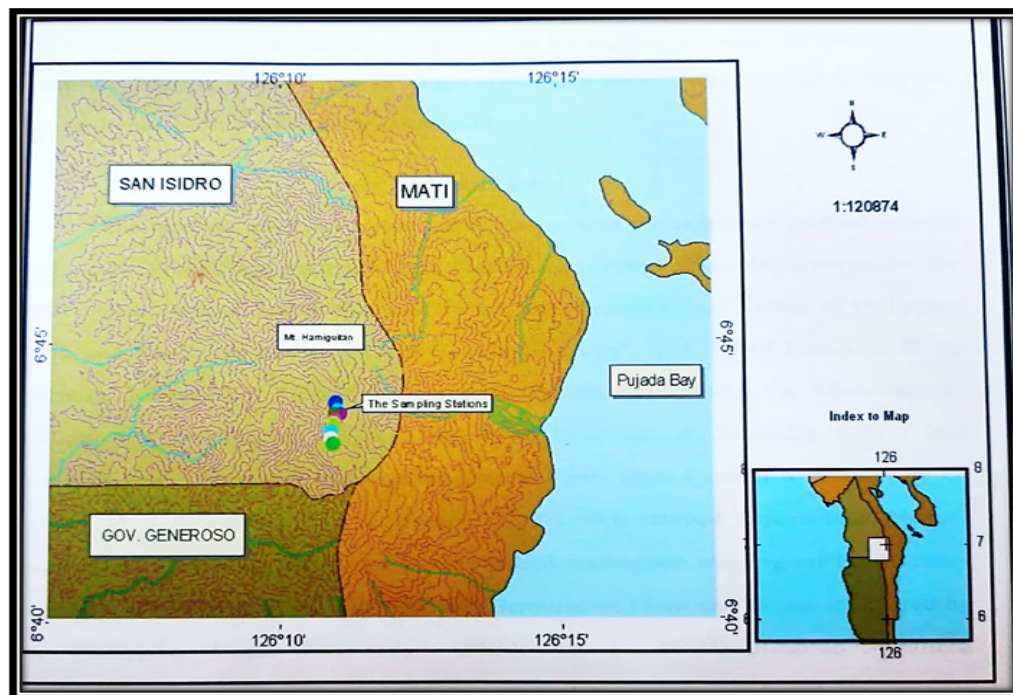 126°10'
126°15'
N
W
E
S
SAN ISIDRO
MATI
1:120874
Mt. Hamiguitan
6°45'
6°45'
Pujada Bay
The Sampling Stations
Index to Map
126
8
8
GOV. GENEROSO
7
6
6°40'
6°40'
126°10'
126°15'
126